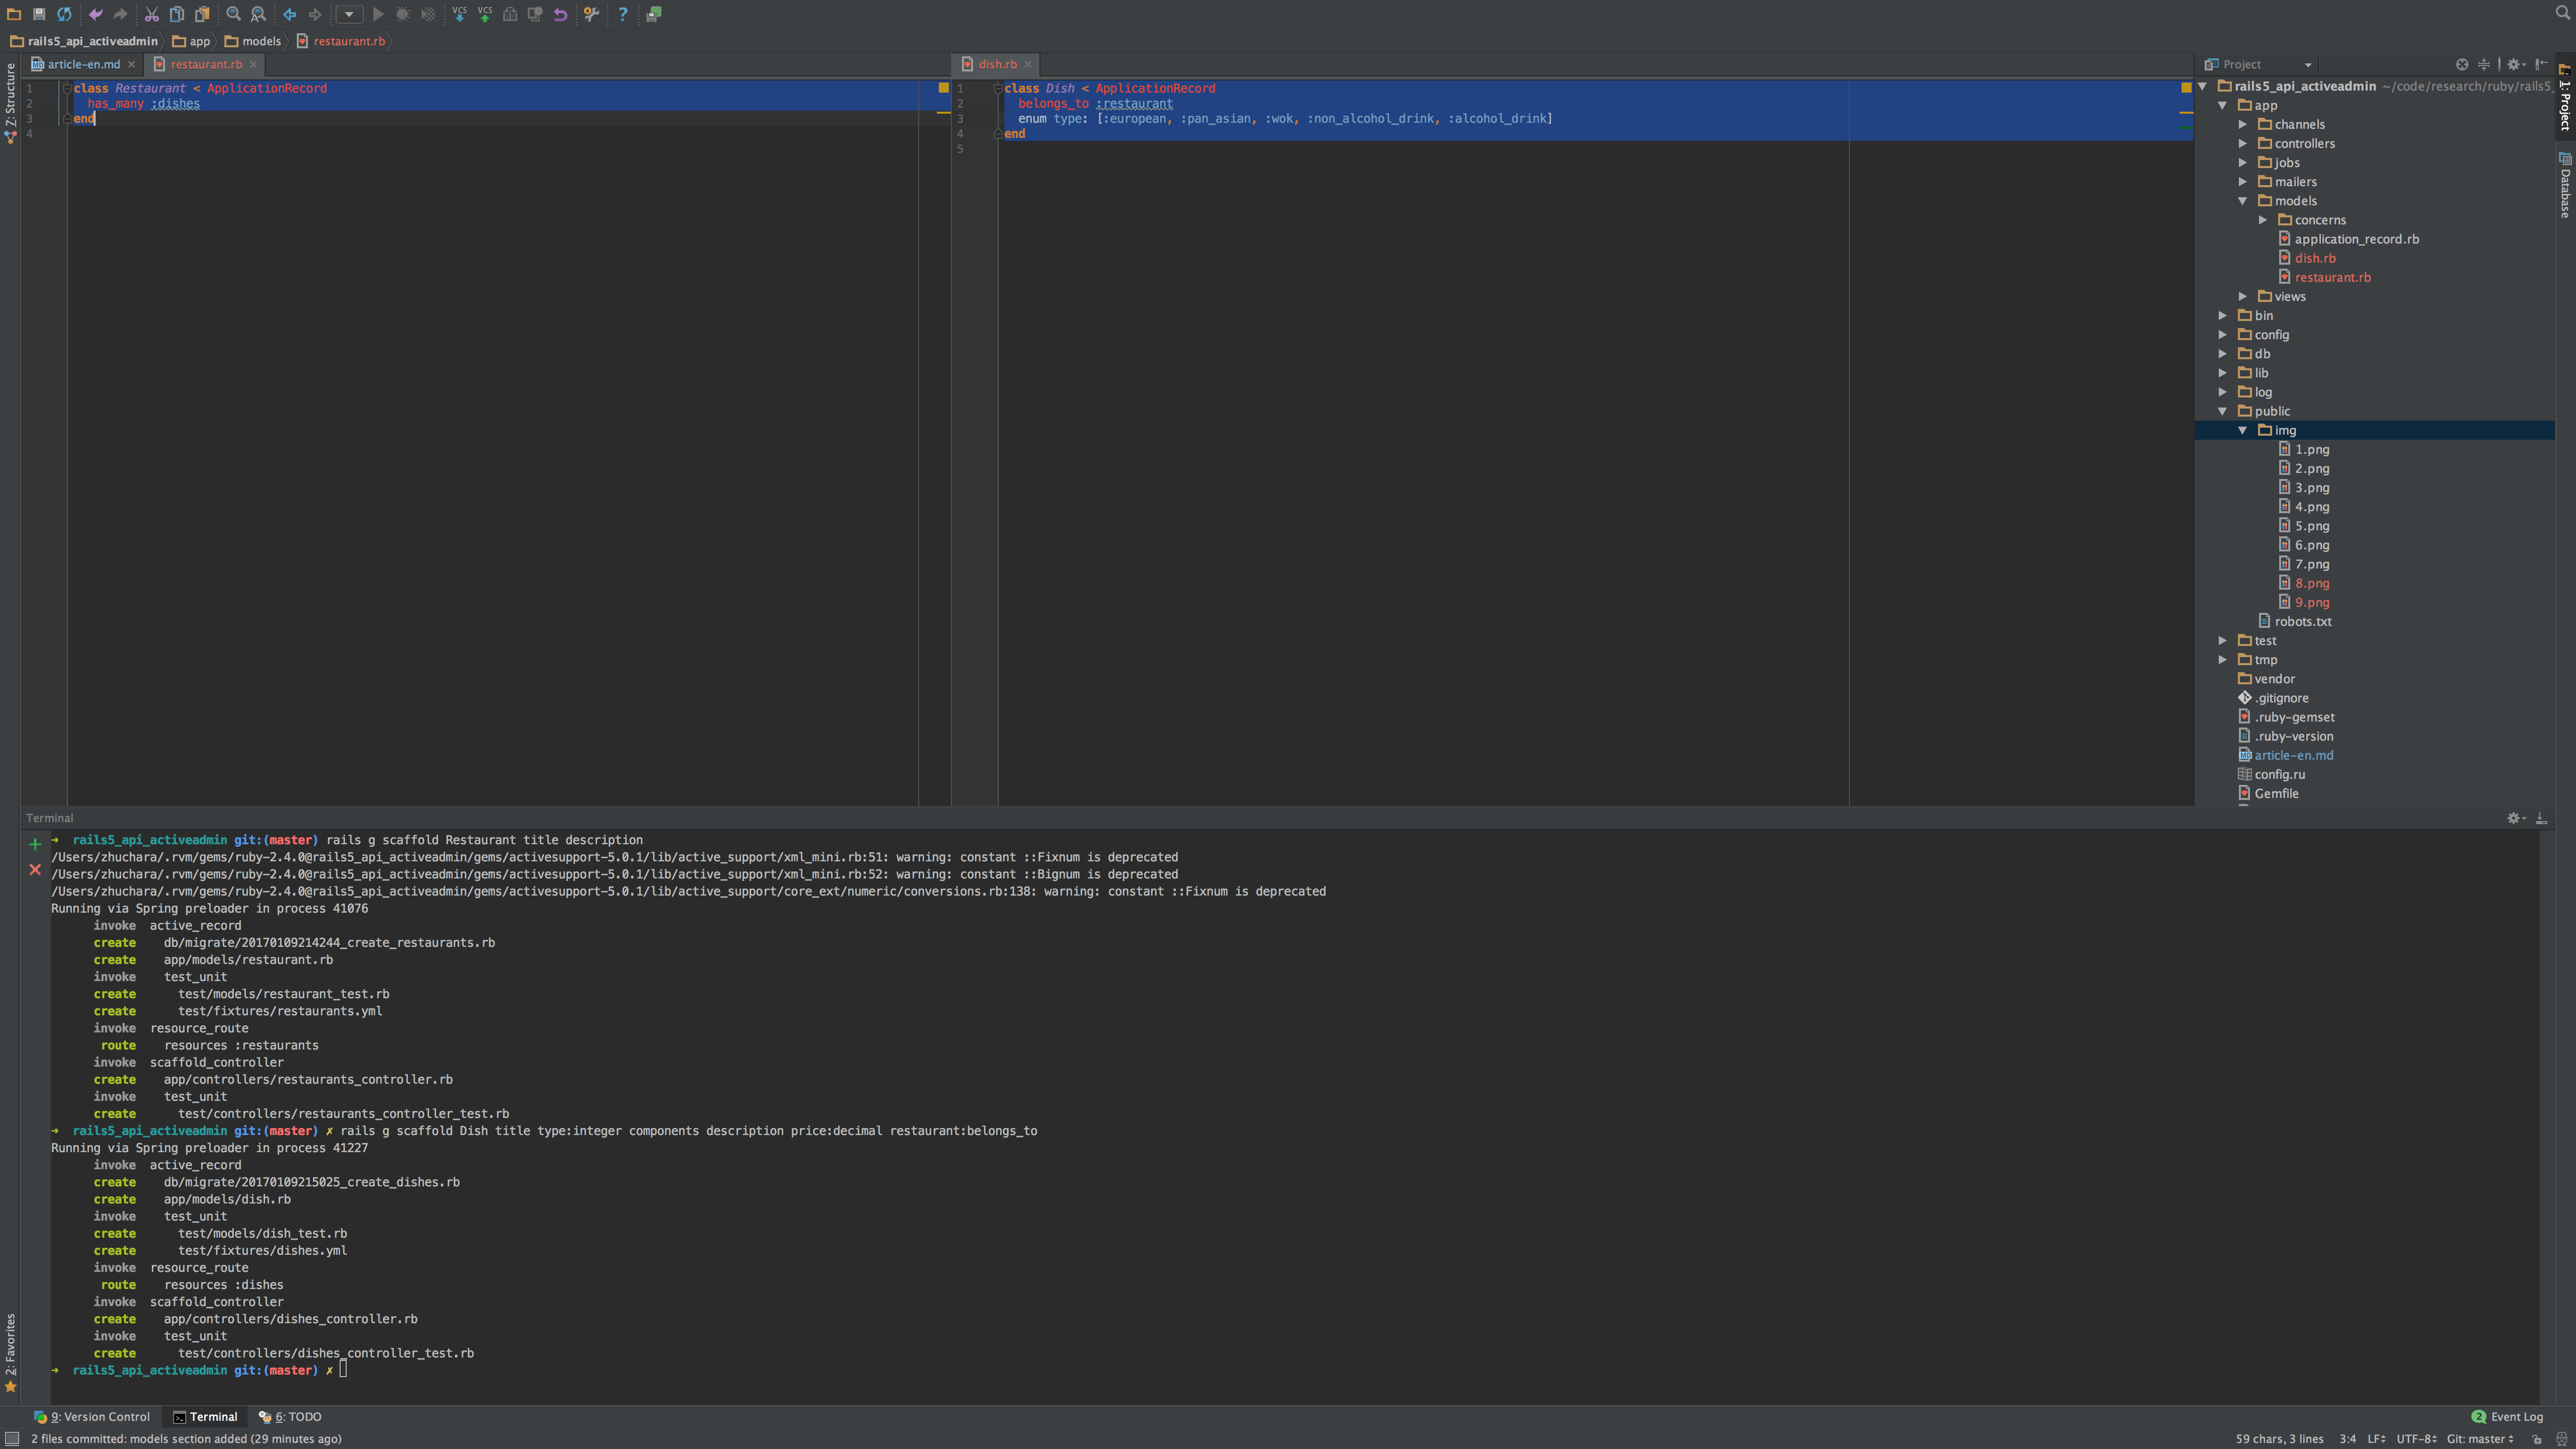 VCS VCS
rails5_api_activeadmin app models restaurant.rb
article-en.md restaurant.rb
dish.rb
Project
Z: Structure
1 class Restaurant < ApplicationRecord
2 has_many :dishes
3 end
4
1 class Dish < ApplicationRecord
2 belongs_to :restaurant
3 enum type: [:european, :pan_asian, :wok, :non_alcohol_drink, :alcohol_drink]
4 end
5
rails5_api_activeadmin ~/code/research/ruby/rails5_
app
channels
controllers
jobs
mailers
models
concerns
application_record.rb
dish.rb
restaurant.rb
views
bin
config
db
lib
log
public
img
1.png
2.png
3.png
4.png
5.png
6.png
7.png
8.png
9.png
robots.txt
test
tmp
vendor
.gitignore
.ruby-gemset
.ruby-version
article-en.md
config.ru
Gemfile
1: Project
Database
Terminal
→ rails5_api_activeadmin git:(master) rails g scaffold Restaurant title description
/Users/zhuchara/.rvm/gems/ruby-2.4.0@rails5_api_activeadmin/gems/activesupport-5.0.1/lib/active_support/xml_mini.rb:51: warning: constant ::Fixnum is deprecated
/Users/zhuchara/.rvm/gems/ruby-2.4.0@rails5_api_activeadmin/gems/activesupport-5.0.1/lib/active_support/xml_mini.rb:52: warning: constant ::Bignum is deprecated
/Users/zhuchara/.rvm/gems/ruby-2.4.0@rails5_api_activeadmin/gems/activesupport-5.0.1/lib/active_support/core_ext/numeric/conversions.rb:138: warning: constant ::Fixnum is deprecated
Running via Spring preloader in process 41076
invoke active_record
create db/migrate/20170109214244_create_restaurants.rb
create app/models/restaurant.rb
invoke test_unit
create test/models/restaurant_test.rb
create test/fixtures/restaurants.yml
invoke resource_route
route resources :restaurants
invoke scaffold_controller
create app/controllers/restaurants_controller.rb
invoke test_unit
create test/controllers/restaurants_controller_test.rb
→ rails5_api_activeadmin git:(master) ✗ rails g scaffold Dish title type:integer components description price:decimal restaurant:belongs_to
Running via Spring preloader in process 41227
invoke active_record
create db/migrate/20170109215025_create_dishes.rb
create app/models/dish.rb
invoke test_unit
create test/models/dish_test.rb
create test/fixtures/dishes.yml
invoke resource_route
route resources :dishes
invoke scaffold_controller
create app/controllers/dishes_controller.rb
invoke test_unit
create test/controllers/dishes_controller_test.rb
→ rails5_api_activeadmin git:(master) ✗
2: Favorites
9: Version Control Terminal 6: TODO
2 Event Log
2 files committed: models section added (29 minutes ago)
59 chars, 3 lines 3:4 LF UTF-8 Git: master